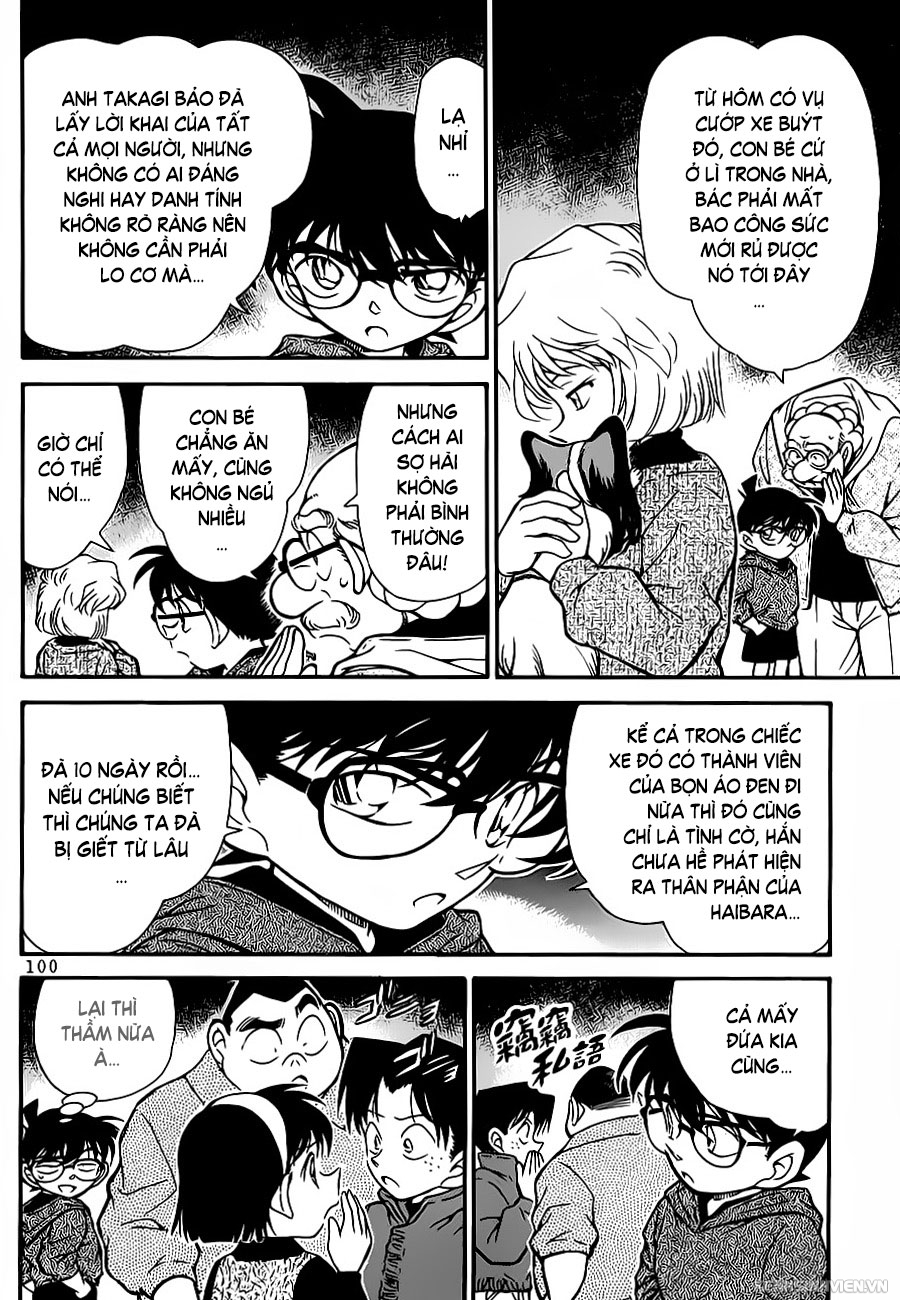 TỪ HÔM CÓ VỤ
CƯỚP XE BUÝT
ĐÓ, CON BÉ CỨ
Ở LÌ TRONG NHÀ,
BÁC PHẢI MẤT
BAO CÔNG SỨC
MỚI RỦ ĐƯỢC
NÓ TỚI ĐÂY
...
LẠ
NHỈ
...
ANH TAKAGI BẢO ĐÃ
LẤY LỜI KHAI CỦA TẤT
CẢ MỌI NGƯỜI, NHƯNG
KHÔNG CÓ AI ĐÁNG
NGHI HAY DANH TÍNH
KHÔNG RÕ RÀNG NÊN
KHÔNG CẦN PHẢI
LO CƠ MÀ...
NHƯNG
CÁCH AI
SỢ HÃI
KHÔNG
PHẢI BÌNH
THƯỜNG
ĐÂU!
CON BÉ
CHẲNG ĂN
MẤY, CŨNG
KHÔNG NGỦ
NHIỀU
...
GIỜ CHỈ
CÓ THỂ
NÓI...
KỂ CẢ TRONG CHIẾC
XE ĐÓ CÓ THÀNH VIÊN
CỦA BỌN ÁO ĐEN ĐI
NỮA THÌ ĐÓ CŨNG
CHỈ LÀ TÌNH CỜ, HẮN
CHƯA HỀ PHÁT HIỆN
RA THÂN PHẬN CỦA
HAIBARA...
ĐÃ 10 NGÀY RỒI...
NẾU CHÚNG BIẾT
THÌ CHÚNG TA ĐÃ
BỊ GIẾT TỪ LÂU
...
100
CẢ MẤY
ĐỨA KIA
CŨNG...
竊竊
私語
LẠI THÌ
THẦM NỮA
À...